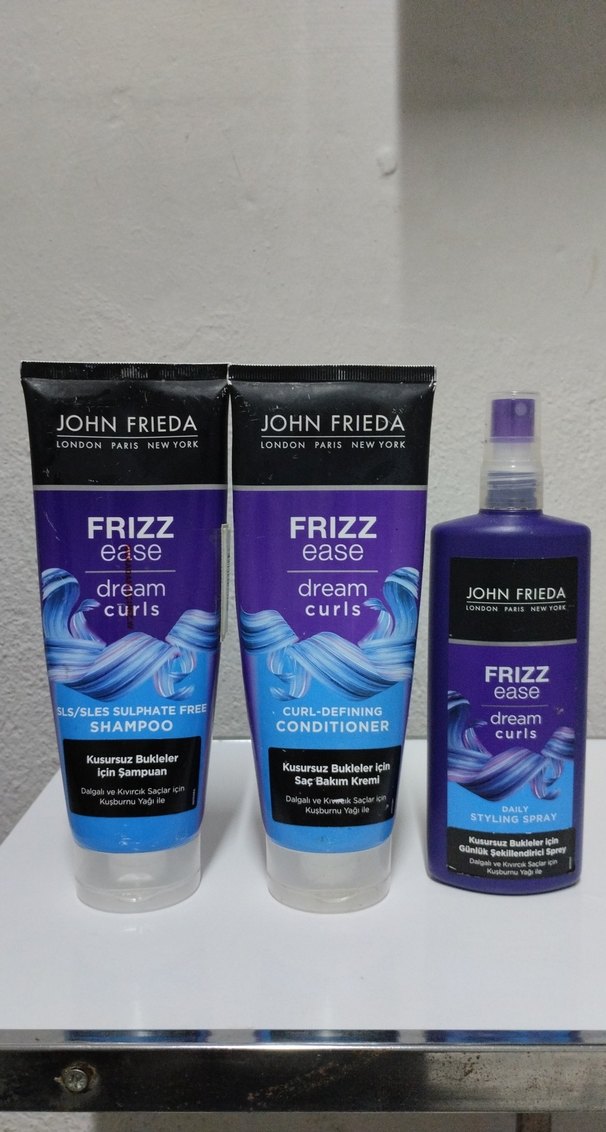 JOHN FRIEDA
LONDON PARIS NEW YORK
FRIZZ
ease
dream
curls
SLS/SLES SULPHATE FREE
SHAMPOO
Kusursuz Bukleler
için Şampuan
Dalgalı ve Kıvırcık Saçlar için
Kuşburnu Yağı ile
JOHN FRIEDA
LONDON PARIS NEW YORK
FRIZZ
ease
dream
curls
CURL-DEFINING
CONDITIONER
Kusursuz Bukleler için
Saç Bakım Kremi
Dalgalı ve Kıvırcık Saçlar için
Kuşburnu Yağı ile
JOHN FRIEDA
LONDON PARIS NEW YORK
FRIZZ
ease
dream
curls
DAILY
STYLING SPRAY
Kusursuz Bukleler için
Günlük Şekillendirici Sprey
Dalgalı ve Kıvırcık Saçlar için
Kuşburnu Yağı ile